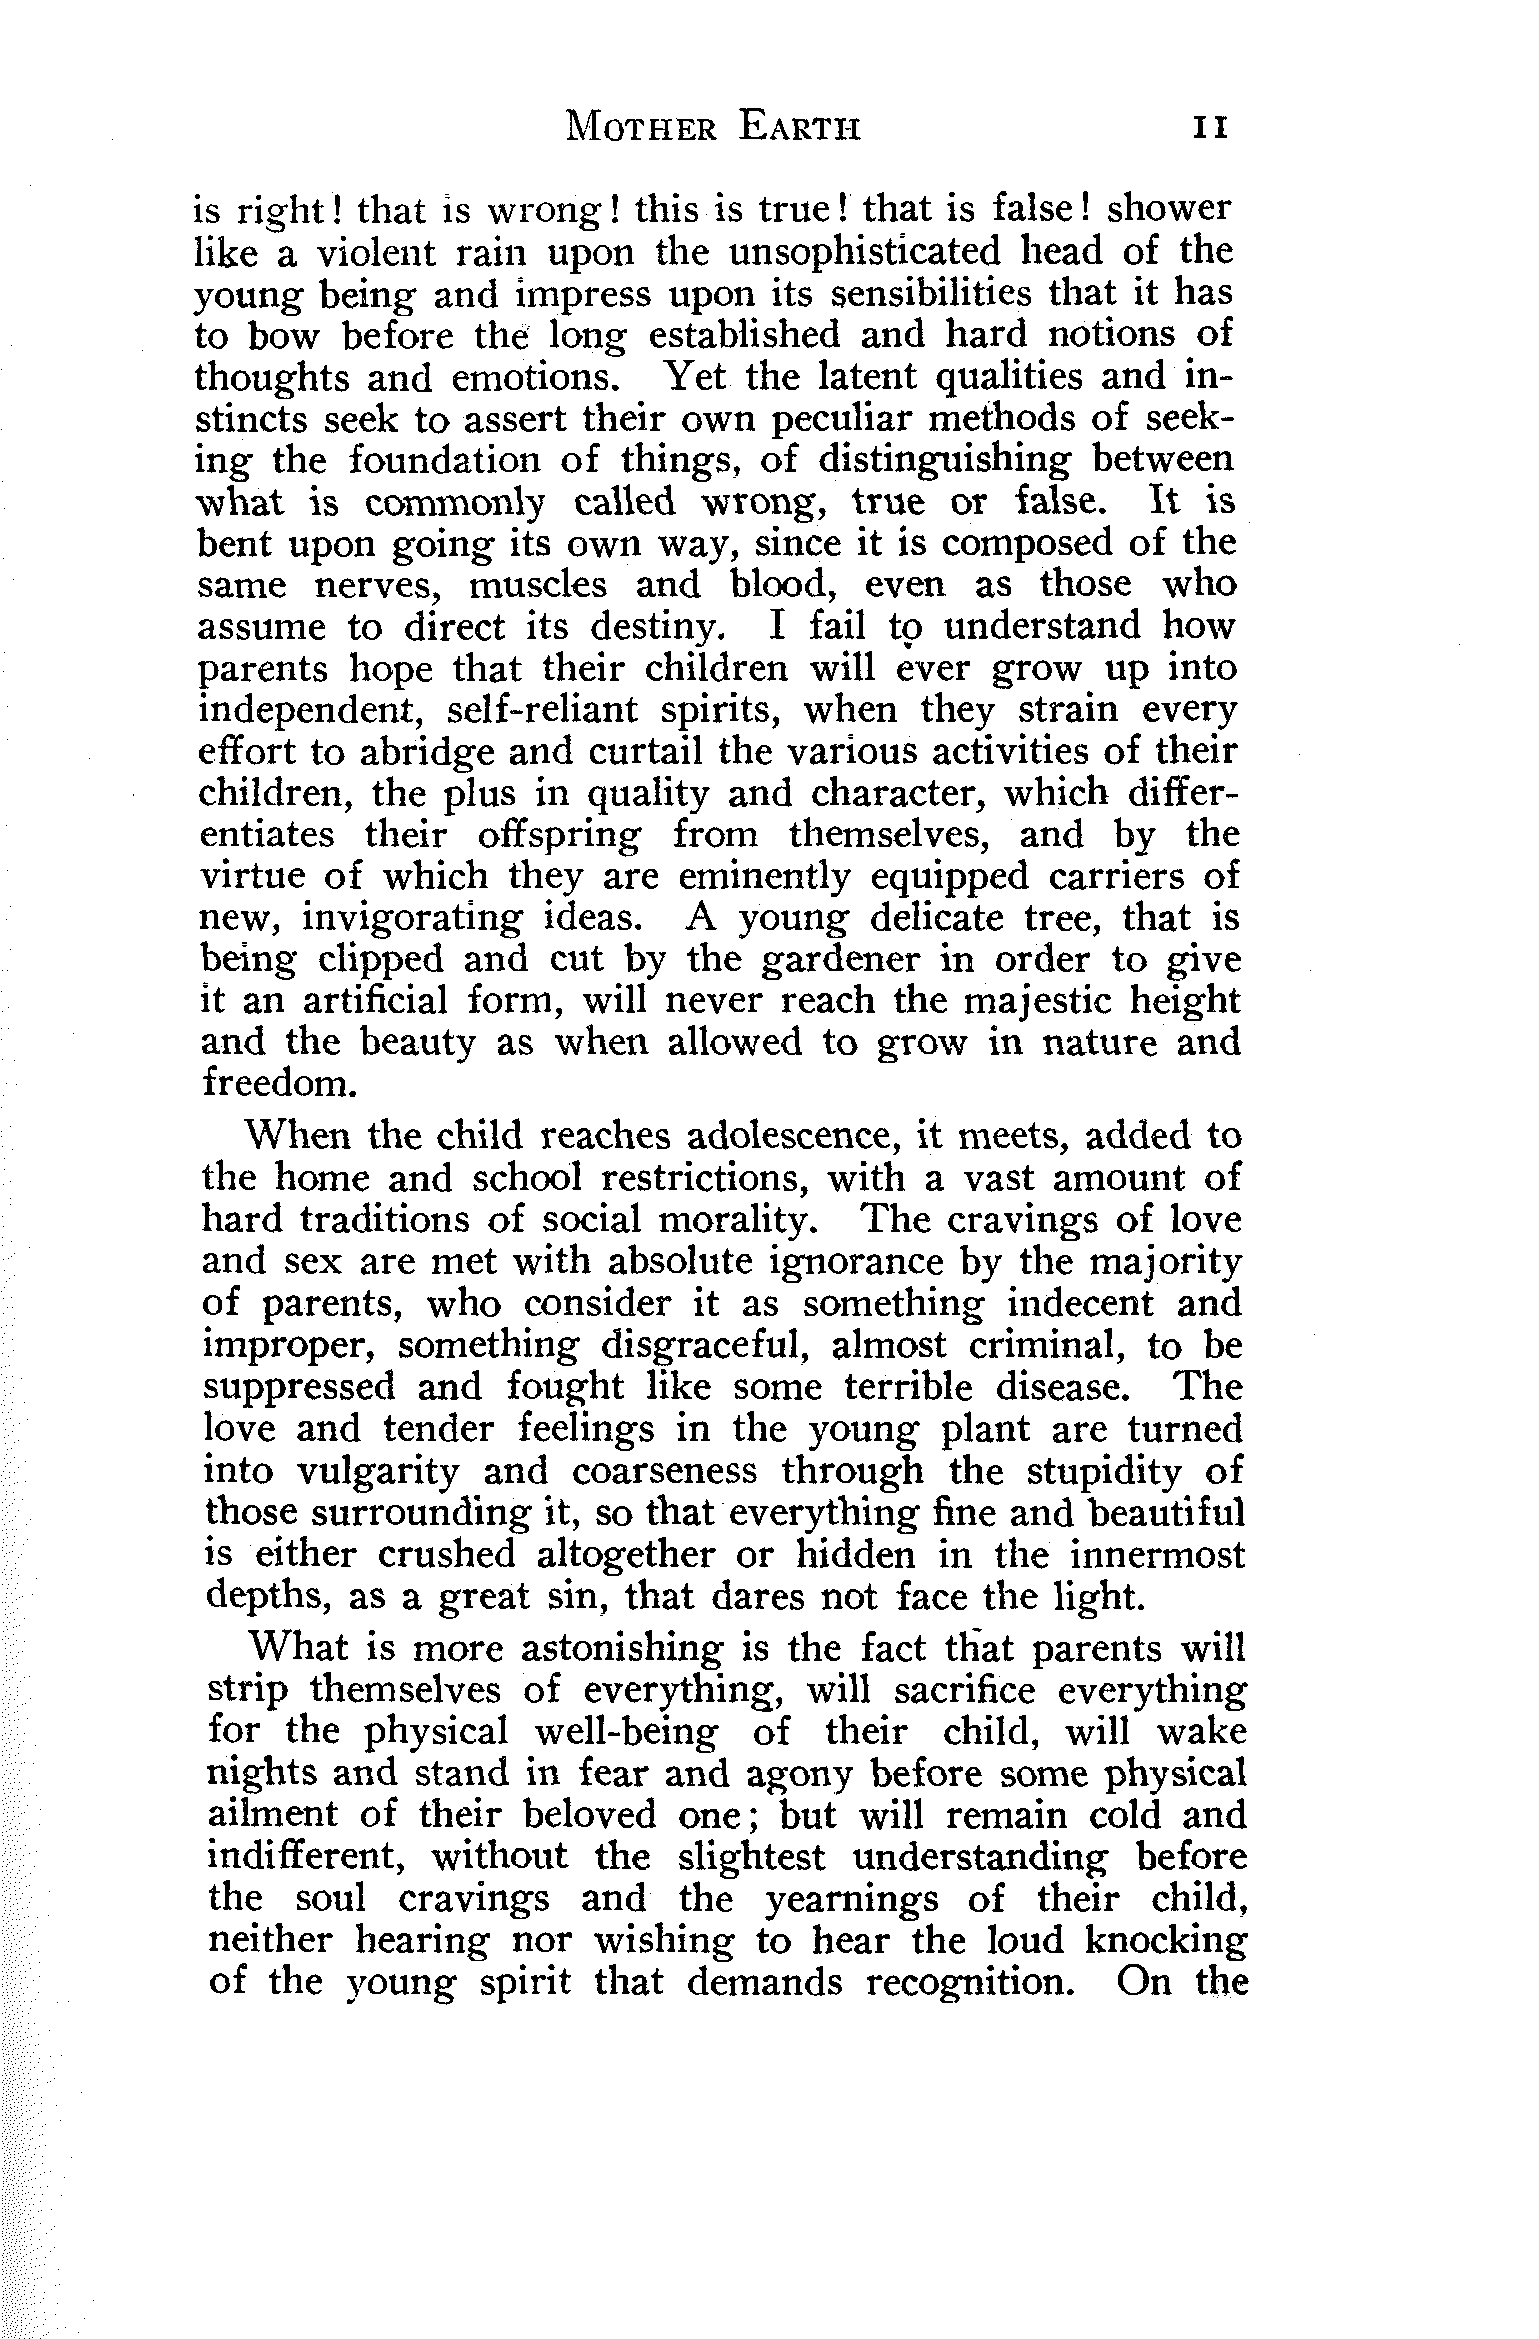 MOTHER EARTH 11
is right! that is wrong! this is true! that is false! shower
like a violent rain upon the unsophisticated head of the
young being and impress upon its sensibilities that it has
to bow before the long established and hard notions of
thoughts and emotions. Yet the latent qualities and in-
stincts seek to assert their own peculiar methods of seek-
ing the foundation of things, of distinguishing between
what is commonly called wrong, true or false. It is
bent upon going its own way, since it is composed of the
same nerves, muscles and blood, even as those who
assume to direct its destiny. I fail to understand how
parents hope that their children will ever grow up into
independent, self-reliant spirits, when they strain every
effort to abridge and curtail the various activities of their
children, the plus in quality and character, which differ-
entiates their offspring from themselves, and by the
virtue of which they are eminently equipped carriers of
new, invigorating ideas. A young delicate tree, that is
being clipped and cut by the gardener in order to give
it an artificial form, will never reach the majestic height
and the beauty as when allowed to grow in nature and
freedom.
When the child reaches adolescence, it meets, added to
the home and school restrictions, with a vast amount of
hard traditions of social morality. The cravings of love
and sex are met with absolute ignorance by the majority
of parents, who consider it as something indecent and
improper, something disgraceful, almost criminal, to be
suppressed and fought like some terrible disease. The
love and tender feelings in the young plant are turned
into vulgarity and coarseness through the stupidity of
those surrounding it, so that everything fine and beautiful
is either crushed altogether or hidden in the innermost
depths, as a great sin, that dares not face the light.
What is more astonishing is the fact that parents will
strip themselves of everything, will sacrifice everything
for the physical well-being of their child, will wake
nights and stand in fear and agony before some physical
ailment of their beloved one; but will remain cold and
indifferent, without the slightest understanding before
the soul cravings and the yearnings of their child,
neither hearing nor wishing to hear the loud knocking
of the young spirit that demands recognition. On the